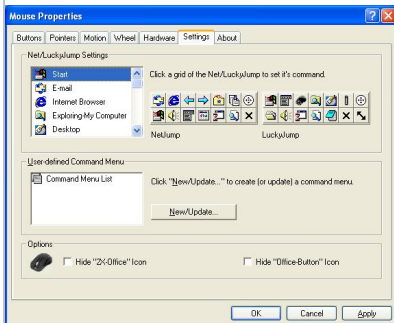 Mouse Properties
Buttons Pointers Motion Wheel Hardware Settings About
Net/LuckyJump Settings
Start
E-mail
Internet Browser
Exploring-My Computer
Desktop
Click a grid of the Net/LuckyJump to set it's command.
NetJump LuckyJump
User-defined Command Menu
Command Menu List
Click "New/Update..." to create (or update) a command menu.
New/Update...
Options
Hide "2X-Office" Icon
Hide "Office-Button" Icon
OK Cancel Apply